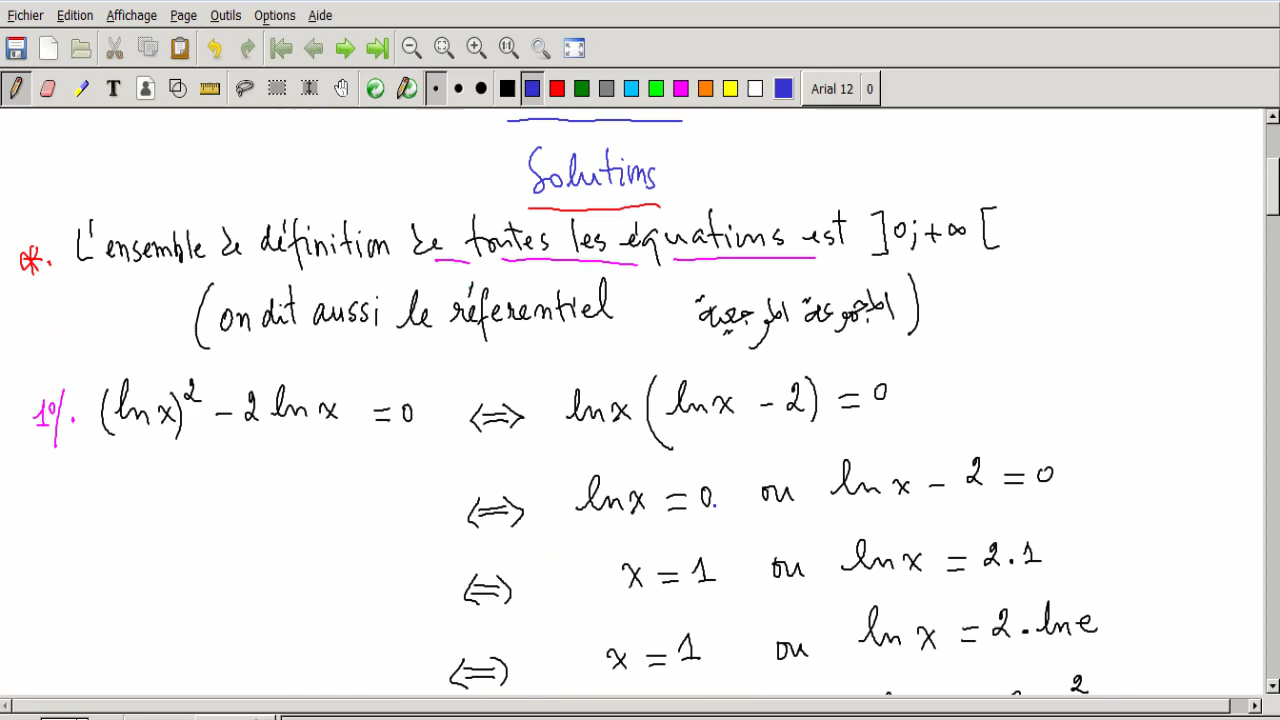 Fichier Edition Affichage Page Outils Options Aide
Arial 12 0
Solutions
*. L'ensemble de définition de toutes les équations est ]0;+∞[
(on dit aussi le réferentiel المجموعة المرجعية)
1°/. (ln x)² - 2 ln x = 0 ⟺ ln x (ln x - 2) = 0
⟺ ln x = 0. ou ln x - 2 = 0
⟺ x = 1 ou ln x = 2.1
⟺ x = 1 ou ln x = 2.ln e
2